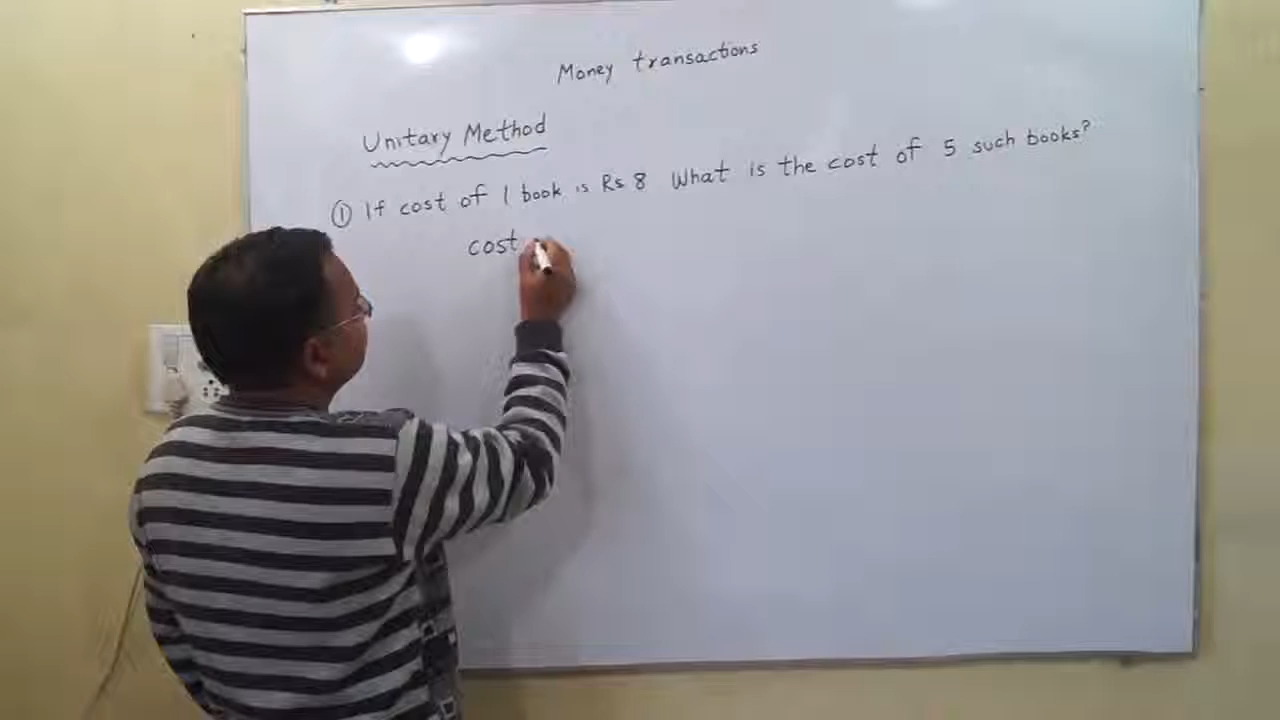 Money transactions
Unitary Method
① If cost of 1 book is Rs 8 What is the cost of 5 such books?
cost